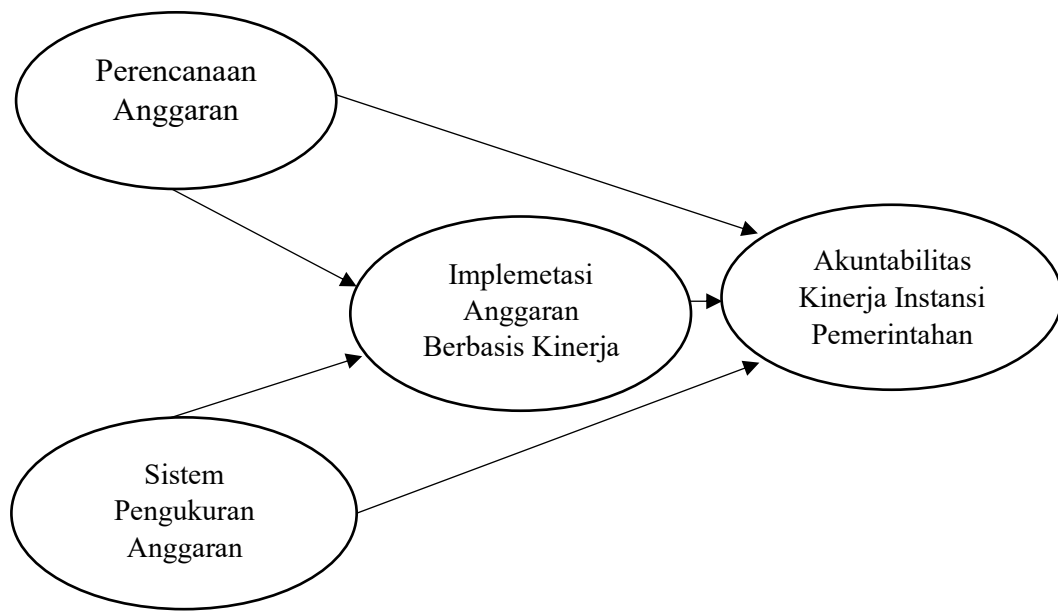 Perencanaan
Anggaran
Implemetasi
Anggaran
Berbasis Kinerja
Akuntabilitas
Kinerja Instansi
Pemerintahan
Sistem
Pengukuran
Anggaran